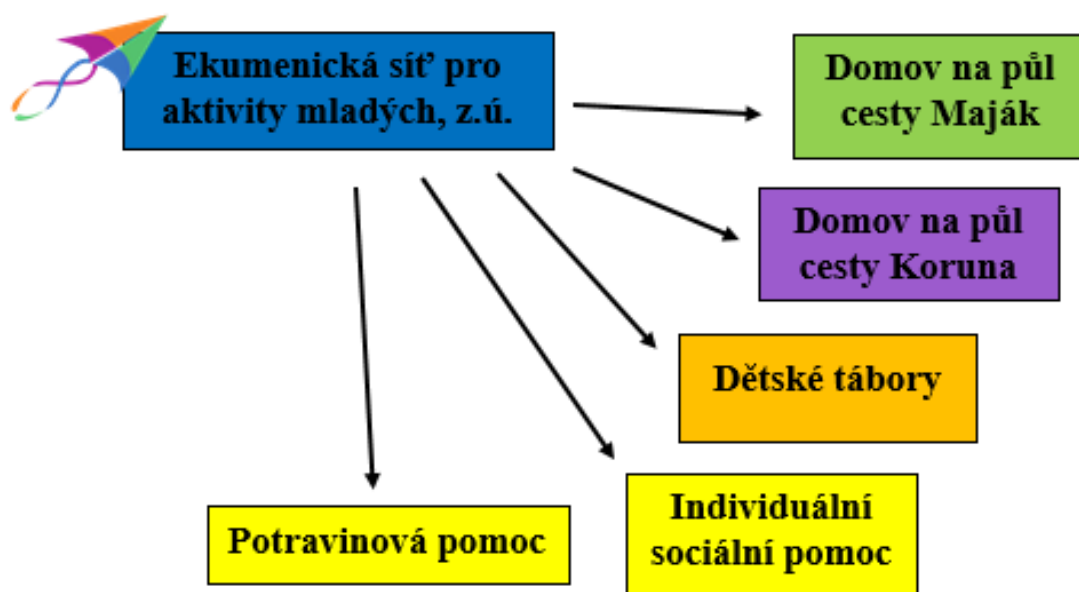 Ekumenická síť pro
aktivity mladých, z.ú.
Domov na půl
cesty Maják
Domov na půl
cesty Koruna
Dětské tábory
Individuální
sociální pomoc
Potravinová pomoc